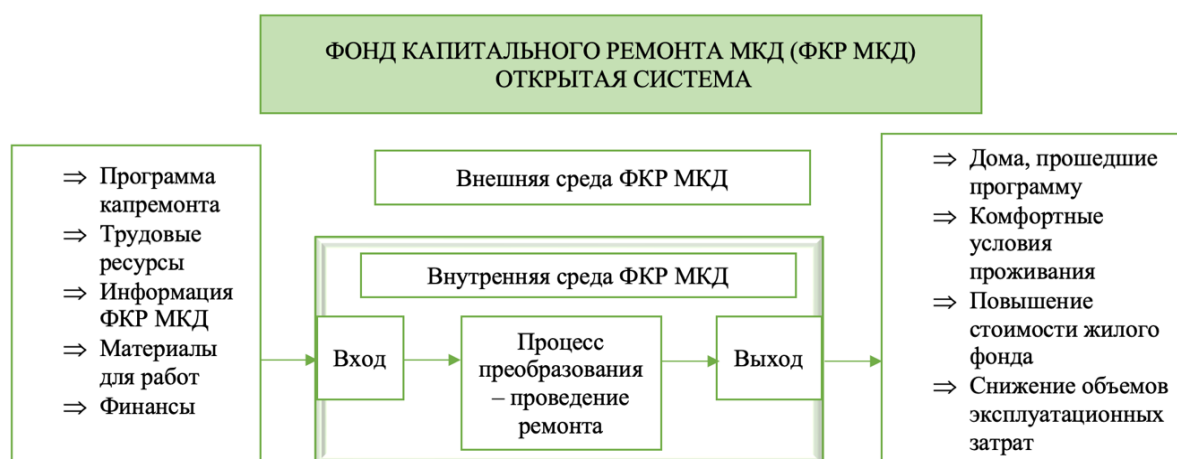 ФОНД КАПИТАЛЬНОГО РЕМОНТА МКД (ФКР МКД)
ОТКРЫТАЯ СИСТЕМА
⇒ Программа
капремонта
⇒ Трудовые
ресурсы
⇒ Информация
ФКР МКД
⇒ Материалы
для работ
⇒ Финансы
Внешняя среда ФКР МКД
Внутренняя среда ФКР МКД
Вход
Процесс
преобразования
– проведение
ремонта
Выход
⇒ Дома, прошедшие
программу
⇒ Комфортные
условия
проживания
⇒ Повышение
стоимости жилого
фонда
⇒ Снижение объемов
эксплуатационных
затрат